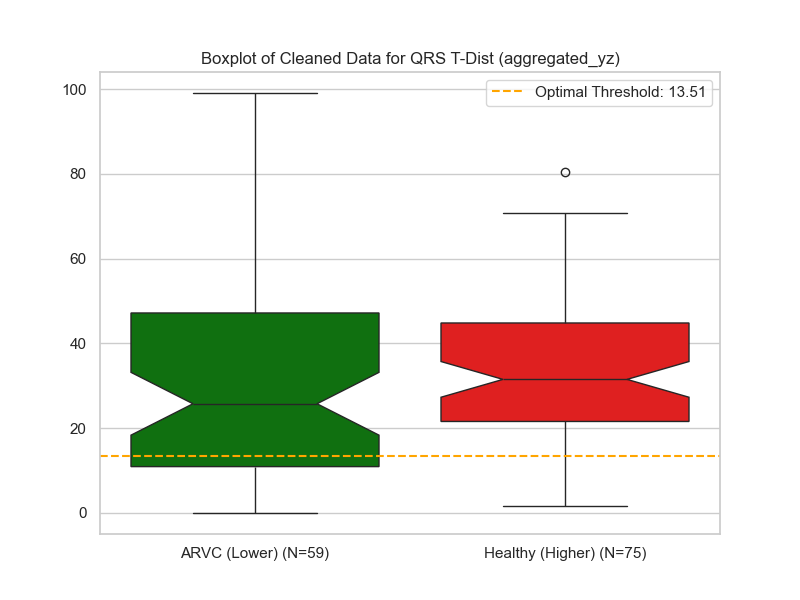 Boxplot of Cleaned Data for QRS T-Dist (aggregated_yz)
Optimal Threshold: 13.51
100
80
60
40
20
0
ARVC (Lower) (N=59)
Healthy (Higher) (N=75)